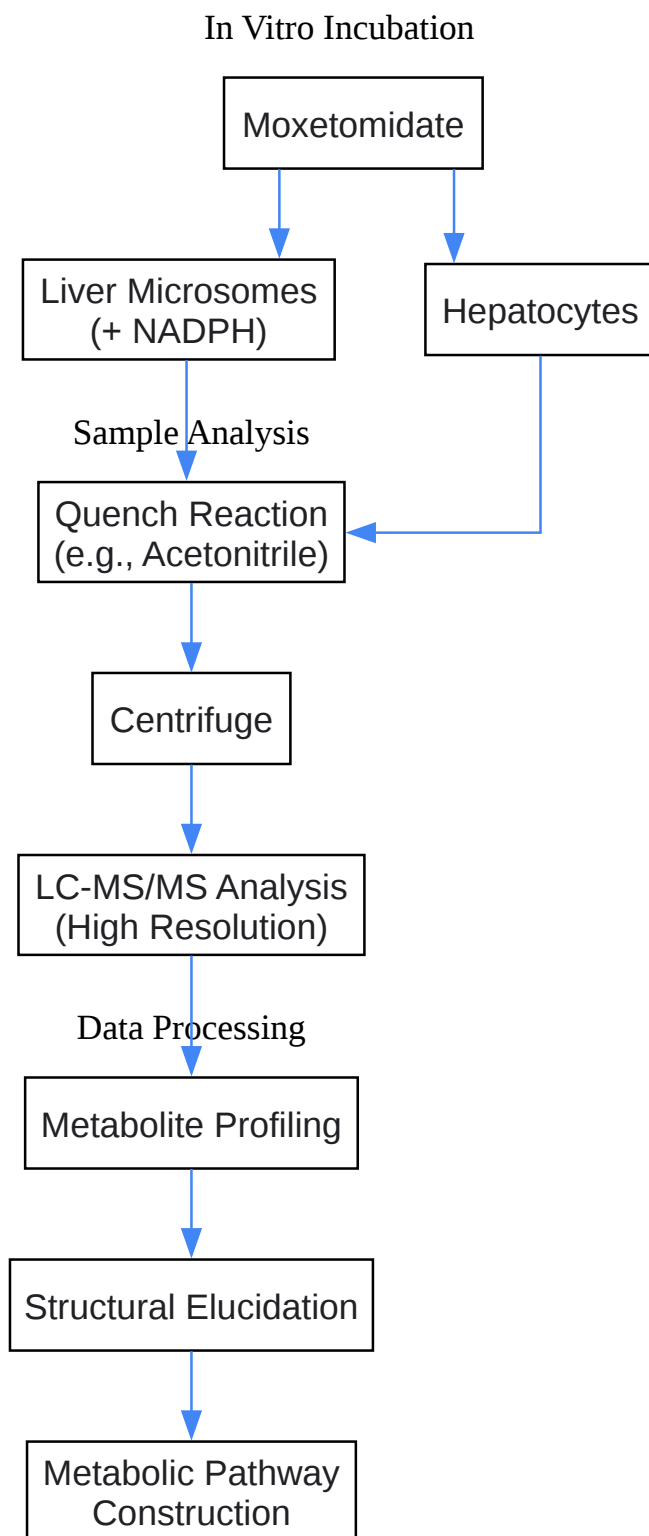 In Vitro Incubation
Moxetomidate
Liver Microsomes
(+ NADPH)
Hepatocytes
Sample Analysis
Quench Reaction
(e.g., Acetonitrile)
Centrifuge
LC-MS/MS Analysis
(High Resolution)
Data Processing
Metabolite Profiling
Structural Elucidation
Metabolic Pathway
Construction